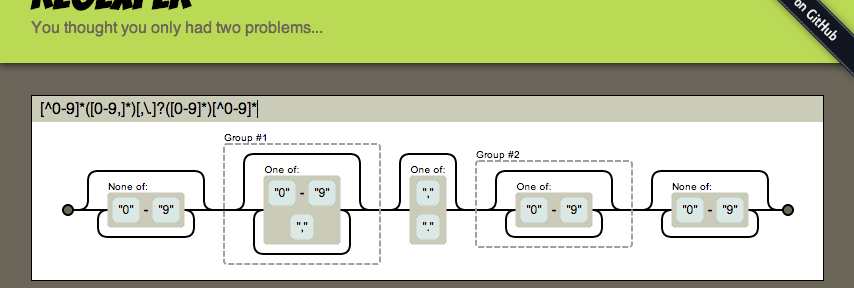 REGEXPER
You thought you only had two problems...
on GitHub
[^0-9]*([0-9,]*)[,\.]?([0-9]*)[^0-9]*
Group #1
Group #2
None of:
One of:
One of:
One of:
None of:
"0" - "9"
"0" - "9"
","
","
"."
"0" - "9"
"0" - "9"